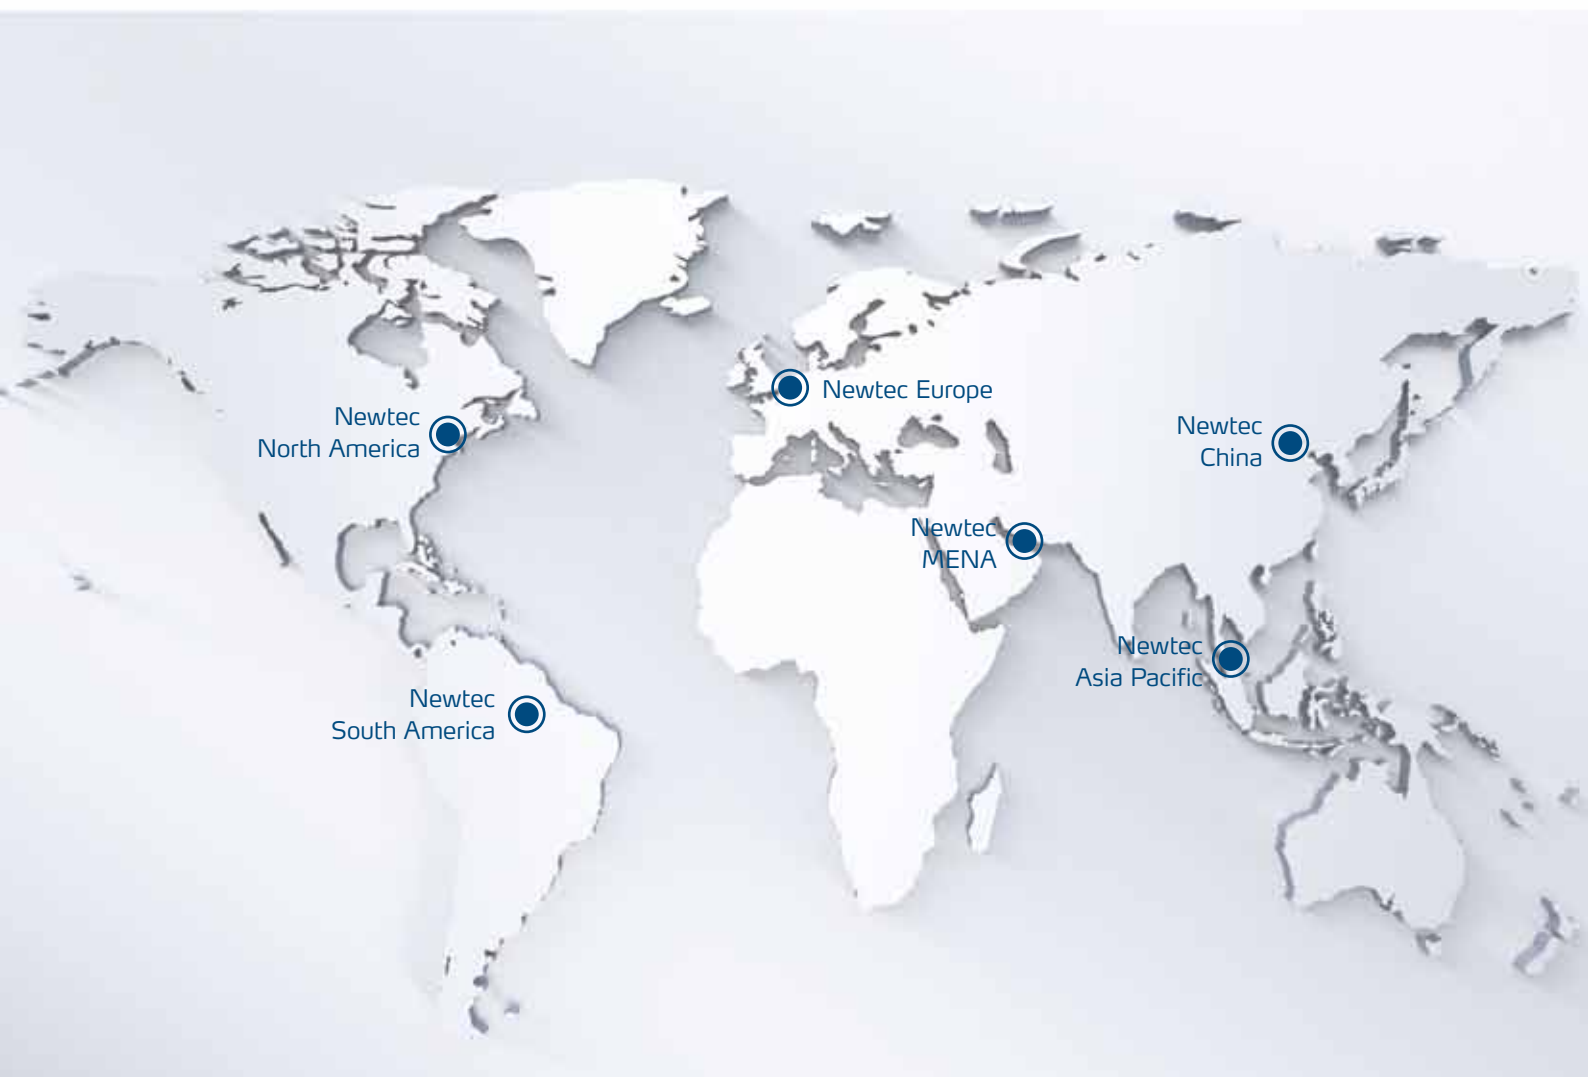 Newtec Europe
Newtec
North America
Newtec
China
Newtec
MENA
Newtec
Asia Pacific
Newtec
South America